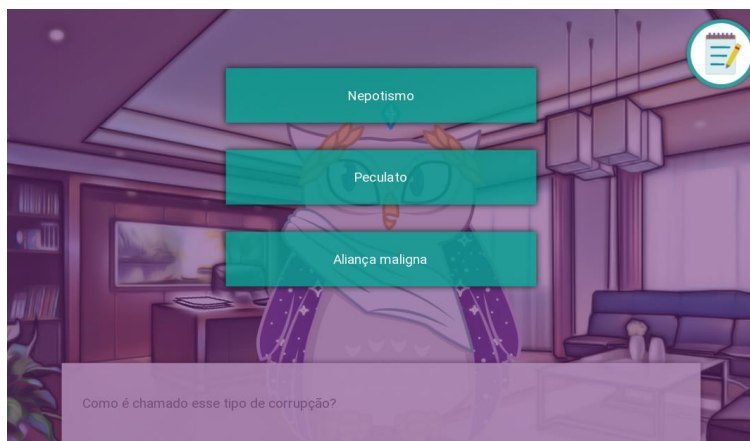 Nepotismo
Peculato
Aliança maligna
Como é chamado esse tipo de corrupção?